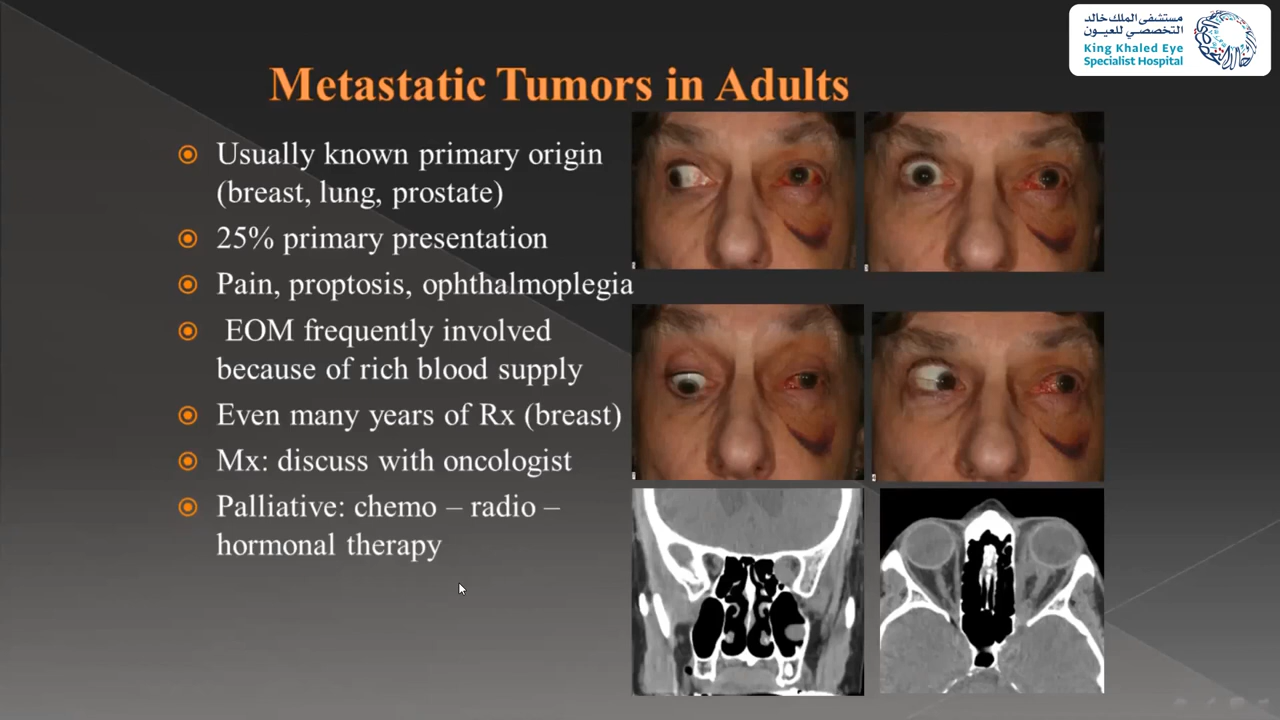 مستشفى الملك خالد
التخصصي للعيون
King Khaled Eye
Specialist Hospital
Metastatic Tumors in Adults
Usually known primary origin
(breast, lung, prostate)
25% primary presentation
Pain, proptosis, ophthalmoplegia
EOM frequently involved
because of rich blood supply
Even many years of Rx (breast)
Mx: discuss with oncologist
Palliative: chemo – radio –
hormonal therapy